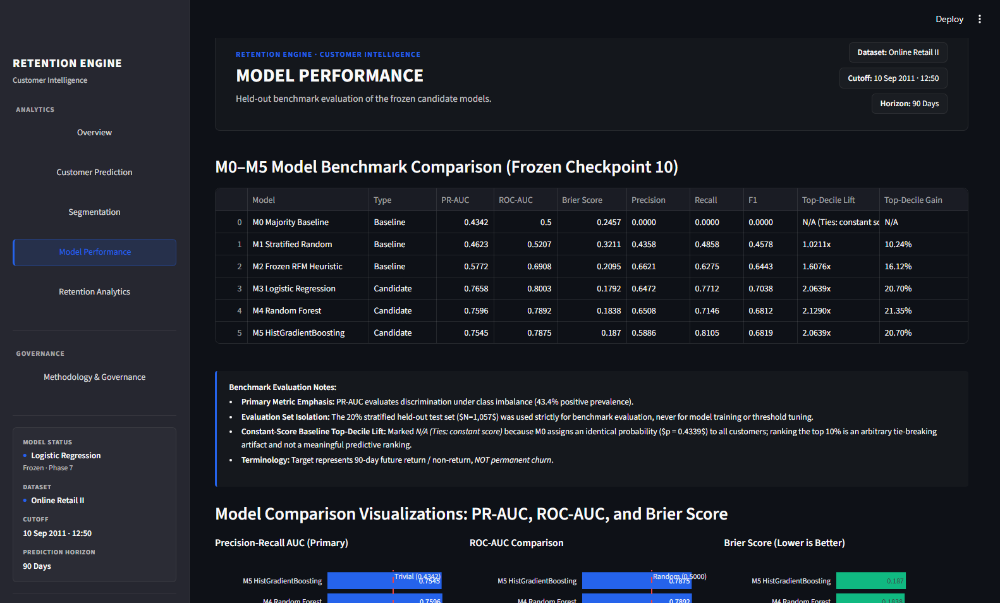 Deploy
RETENTION ENGINE
Customer Intelligence
ANALYTICS
Overview
Customer Prediction
Segmentation
Model Performance
Retention Analytics
GOVERNANCE
Methodology & Governance
MODEL STATUS
Logistic Regression
Frozen · Phase 7
DATASET
Online Retail II
CUTOFF
10 Sep 2011 · 12:50
PREDICTION HORIZON
90 Days
RETENTION ENGINE · CUSTOMER INTELLIGENCE
MODEL PERFORMANCE
Held-out benchmark evaluation of the frozen candidate models.
Dataset: Online Retail II
Cutoff: 10 Sep 2011 · 12:50
Horizon: 90 Days
M0–M5 Model Benchmark Comparison (Frozen Checkpoint 10)
Model Type PR-AUC ROC-AUC Brier Score Precision Recall F1 Top-Decile Lift Top-Decile Gain
0 M0 Majority Baseline Baseline 0.4342 0.5 0.2457 0.0000 0.0000 0.0000 N/A (Ties: constant sc N/A
1 M1 Stratified Random Baseline 0.4623 0.5207 0.3211 0.4358 0.4858 0.4578 1.0211x 10.24%
2 M2 Frozen RFM Heuristic Baseline 0.5772 0.6908 0.2095 0.6621 0.6275 0.6443 1.6076x 16.12%
3 M3 Logistic Regression Candidate 0.7658 0.8003 0.1792 0.6472 0.7712 0.7038 2.0639x 20.70%
4 M4 Random Forest Candidate 0.7596 0.7892 0.1838 0.6508 0.7146 0.6812 2.1290x 21.35%
5 M5 HistGradientBoosting Candidate 0.7545 0.7875 0.187 0.5886 0.8105 0.6819 2.0639x 20.70%
Benchmark Evaluation Notes:
• Primary Metric Emphasis: PR-AUC evaluates discrimination under class imbalance (43.4% positive prevalence).
• Evaluation Set Isolation: The 20% stratified held-out test set ($N=1,057$) was used strictly for benchmark evaluation, never for model training or threshold tuning.
• Constant-Score Baseline Top-Decile Lift: Marked N/A (Ties: constant score) because M0 assigns an identical probability ($p = 0.4339$) to all customers; ranking the top 10% is an arbitrary tie-breaking
artifact and not a meaningful predictive ranking.
• Terminology: Target represents 90-day future return / non-return, NOT permanent churn.
Model Comparison Visualizations: PR-AUC, ROC-AUC, and Brier Score
Precision-Recall AUC (Primary) ROC-AUC Comparison Brier Score (Lower is Better)
Trivial (0.4342) Random (0.5000)
M5 HistGradientBoosting 0.7545 M5 HistGradientBoosting 0.7875 M5 HistGradientBoosting 0.187
M4 Random Forest 0.7596 M4 Random Forest 0.7892 M4 Random Forest 0.1838